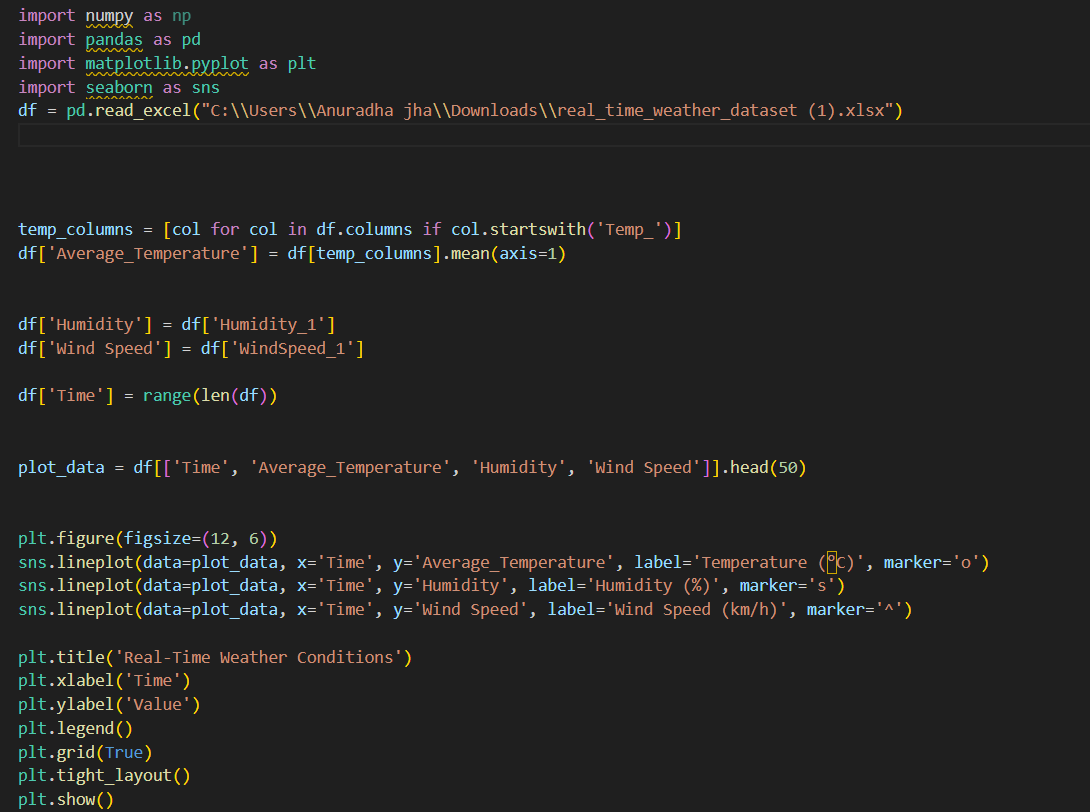 import numpy as np
import pandas as pd
import matplotlib.pyplot as plt
import seaborn as sns
df = pd.read_excel("C:\\Users\\Anuradha jha\\Downloads\\real_time_weather_dataset (1).xlsx")
temp_columns = [col for col in df.columns if col.startswith('Temp_')]
df['Average_Temperature'] = df[temp_columns].mean(axis=1)
df['Humidity'] = df['Humidity_1']
df['Wind Speed'] = df['WindSpeed_1']
df['Time'] = range(len(df))
plot_data = df[['Time', 'Average_Temperature', 'Humidity', 'Wind Speed']].head(50)
plt.figure(figsize=(12, 6))
sns.lineplot(data=plot_data, x='Time', y='Average_Temperature', label='Temperature (°C)', marker='o')
sns.lineplot(data=plot_data, x='Time', y='Humidity', label='Humidity (%)', marker='s')
sns.lineplot(data=plot_data, x='Time', y='Wind Speed', label='Wind Speed (km/h)', marker='^')
plt.title('Real-Time Weather Conditions')
plt.xlabel('Time')
plt.ylabel('Value')
plt.legend()
plt.grid(True)
plt.tight_layout()
plt.show()